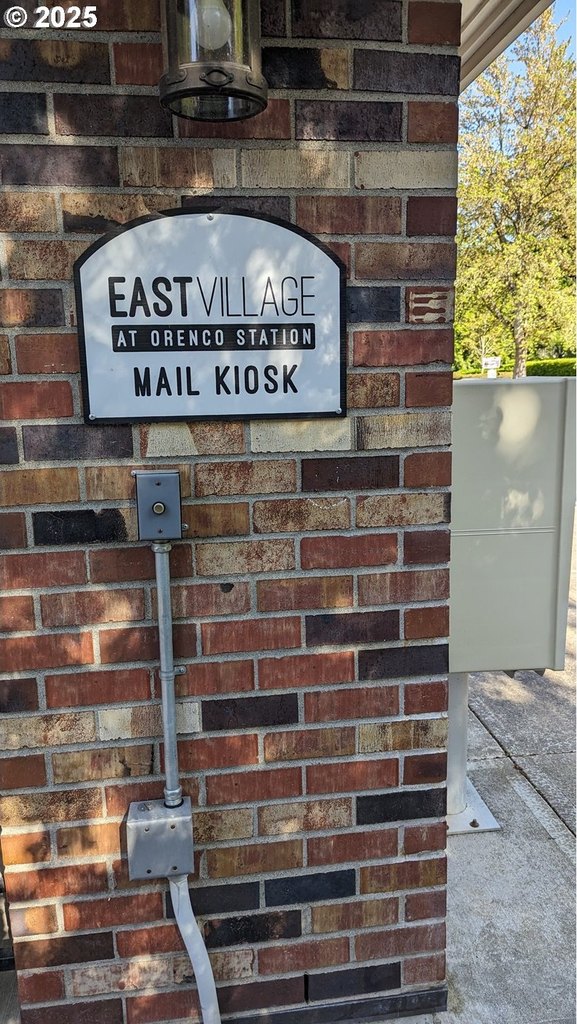 © 2025
EASTVILLAGE
AT ORENCO STATION
MAIL KIOSK